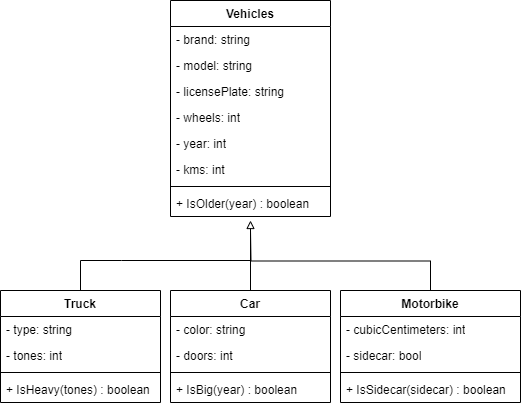 Vehicles
- brand: string
- model: string
- licensePlate: string
- wheels: int
- year: int
- kms: int
+ IsOlder(year) : boolean
Truck
- type: string
- tones: int
+ IsHeavy(tones) : boolean
Car
- color: string
- doors: int
+ IsBig(year) : boolean
Motorbike
- cubicCentimeters: int
- sidecar: bool
+ IsSidecar(sidecar) : boolean